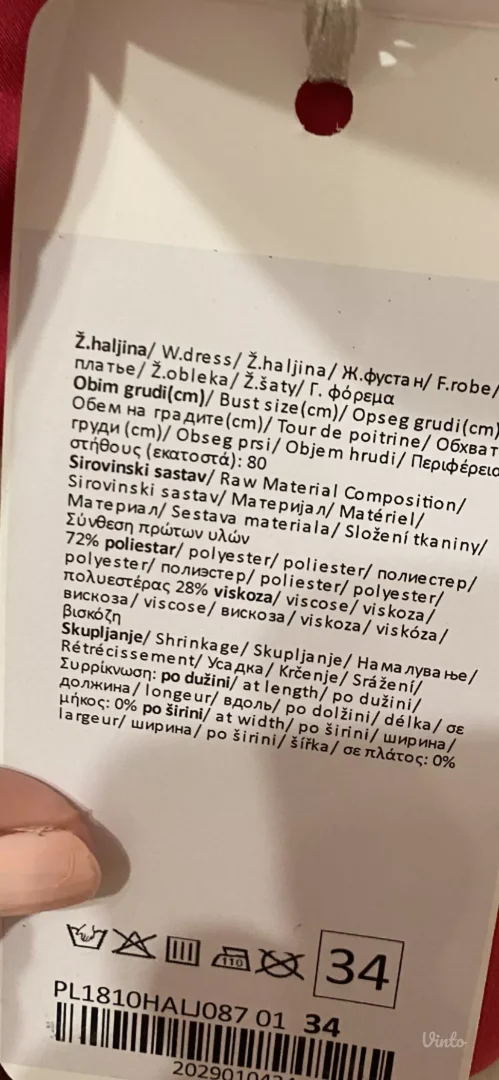 Ž.haljina/ W.dress/ Ž.haljina/ Ж.фустан/ F.robe/
платье/ Ž.obleka/ Ž.šaty/ Γ. φόρεμα
Obim grudi(cm)/ Bust size(cm)/ Opseg grudi(cm)
Обем на градите(cm)/ Tour de poitrine/ Обхват
груди (cm)/ Obseg prsi/ Objem hrudi/ Περιφέρεια
στήθους (εκατοστά): 80
Sirovinski sastav/ Raw Material Composition/
Sirovinski sastav/ Материјал/ Matériel/
Материал/ Sestava materiala/ Složení tkaniny/
Σύνθεση πρώτων υλών
72% poliestar/ polyester/ poliester/ полиестер/
polyester/ полиэстер/ poliester/ polyester/
πολυεστέρας 28% viskoza/ viscose/ viskoza/
вискоза/ viscose/ вискоза/ viskoza/ viskóza/
βισκόζη
Skupljanje/ Shrinkage/ Skupljanje/ Намалување/
Rétrécissement/ Усадка/ Krčenje/ Srážení/
Συρρίκνωση: po dužini/ at length/ po dužini/
должина/ longeur/ вдоль/ po dolžini/ délka/ σε
μήκος: 0% po širini/ at width/ po širini/ ширина/
largeur/ ширина/ po širini/ šířka/ σε πλάτος: 0%
110
34
PL1810HALJ087 01 34
Vinto